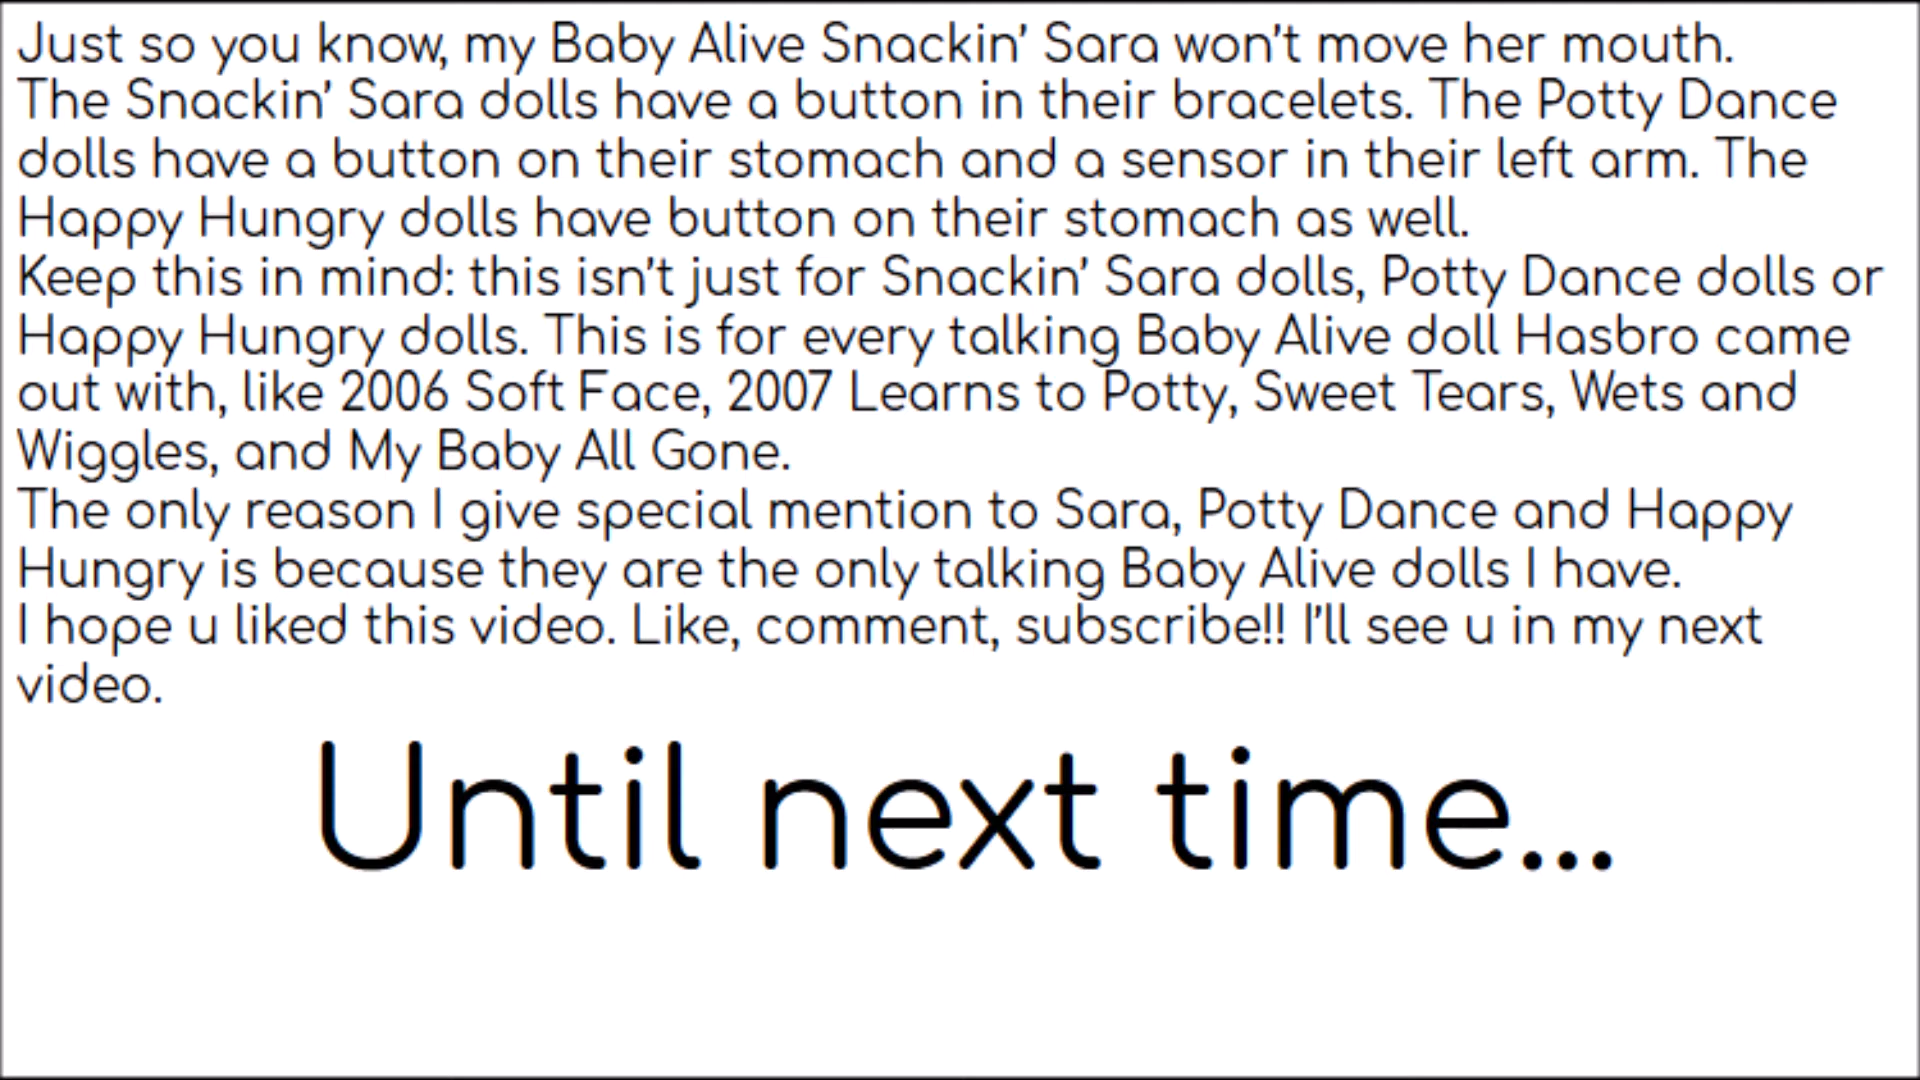 Just so you know, my Baby Alive Snackin’ Sara won’t move her mouth.
The Snackin’ Sara dolls have a button in their bracelets. The Potty Dance
dolls have a button on their stomach and a sensor in their left arm. The
Happy Hungry dolls have button on their stomach as well.
Keep this in mind: this isn’t just for Snackin’ Sara dolls, Potty Dance dolls or
Happy Hungry dolls. This is for every talking Baby Alive doll Hasbro came
out with, like 2006 Soft Face, 2007 Learns to Potty, Sweet Tears, Wets and
Wiggles, and My Baby All Gone.
The only reason I give special mention to Sara, Potty Dance and Happy
Hungry is because they are the only talking Baby Alive dolls I have.
I hope u liked this video. Like, comment, subscribe!! I’ll see u in my next
video.
Until next time...